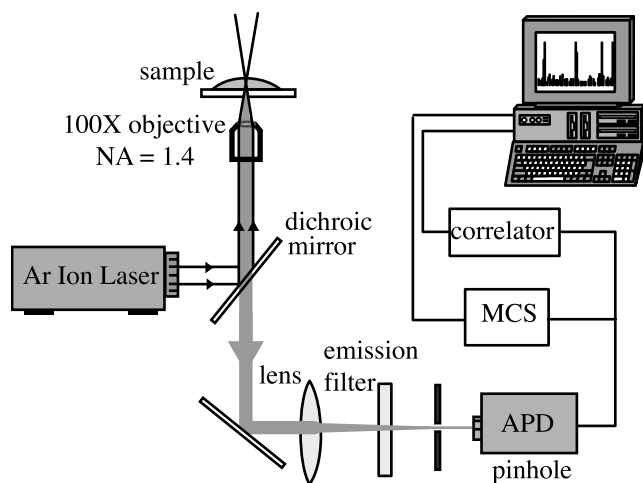 sample
100X objective
NA = 1.4
dichroic
mirror
Ar Ion Laser
correlator
MCS
emission
filter
lens
APD
pinhole